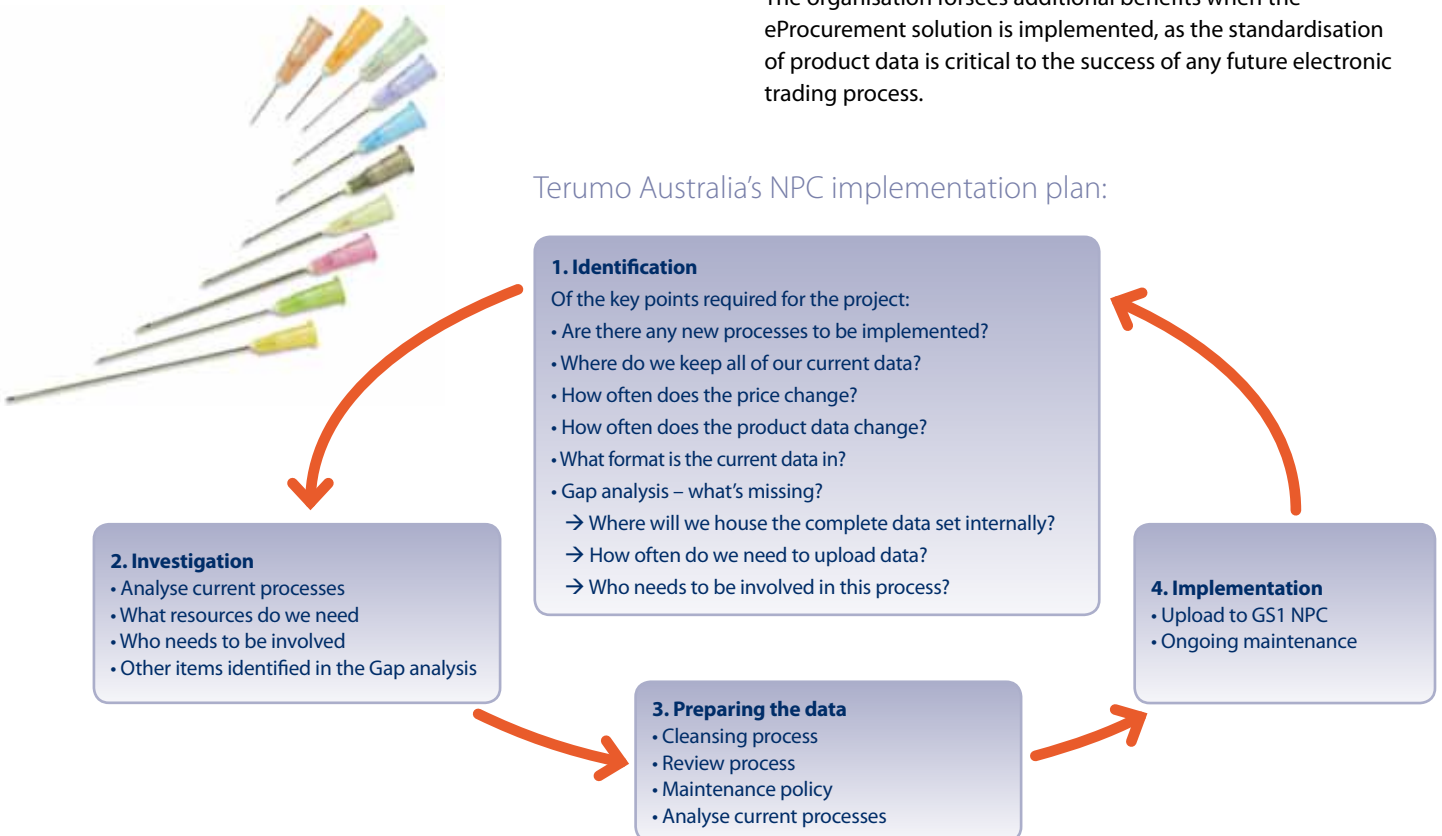 The organisation forsees additional benefits when the
eProcurement solution is implemented, as the standardisation
of product data is critical to the success of any future electronic
trading process.
Terumo Australia's NPC implementation plan:
1. Identification
Of the key points required for the project:
• Are there any new processes to be implemented?
• Where do we keep all of our current data?
• How often does the price change?
• How often does the product data change?
• What format is the current data in?
• Gap analysis – what's missing?
→ Where will we house the complete data set internally?
→ How often do we need to upload data?
→ Who needs to be involved in this process?
2. Investigation
• Analyse current processes
• What resources do we need
• Who needs to be involved
• Other items identified in the Gap analysis
3. Preparing the data
• Cleansing process
• Review process
• Maintenance policy
• Analyse current processes
4. Implementation
• Upload to GS1 NPC
• Ongoing maintenance